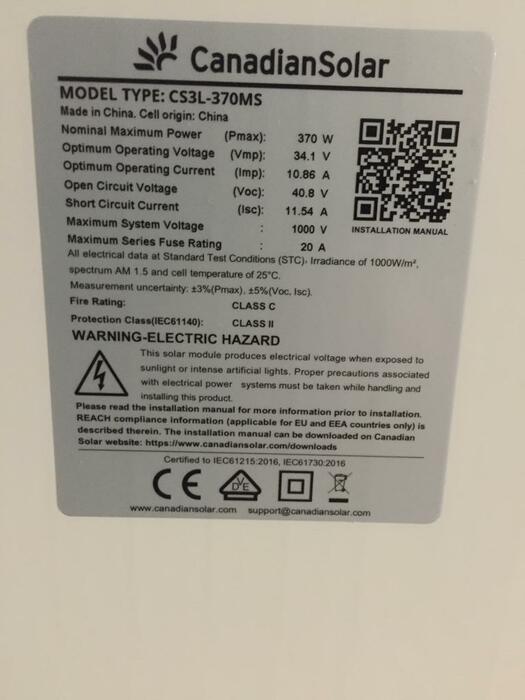 CanadianSolar
MODEL TYPE: CS3L-370MS
Made in China. Cell origin: China
Nominal Maximum Power (Pmax): 370 W
Optimum Operating Voltage (Vmp): 34.1 V
Optimum Operating Current (Imp): 10.86 A
Open Circuit Voltage (Voc): 40.8 V
Short Circuit Current (Isc): 11.54 A
Maximum System Voltage : 1000 V
Maximum Series Fuse Rating : 20 A
INSTALLATION MANUAL
All electrical data at Standard Test Conditions (STC): Irradiance of 1000W/m²,
spectrum AM 1.5 and cell temperature of 25°C.
Measurement uncertainty: ±3%(Pmax), ±5%(Voc, Isc).
Fire Rating: CLASS C
Protection Class(IEC61140): CLASS II
WARNING-ELECTRIC HAZARD
This solar module produces electrical voltage when exposed to
sunlight or intense artificial lights. Proper precautions associated
with electrical power systems must be taken while handling and
installing this product.
Please read the installation manual for more information prior to installation.
REACH compliance information (applicable for EU and EEA countries only) is
described therein. The installation manual can be downloaded on Canadian
Solar website: https://www.canadiansolar.com/downloads
Certified to IEC61215:2016, IEC61730:2016
CE DVE
www.canadiansolar.com support@canadiansolar.com